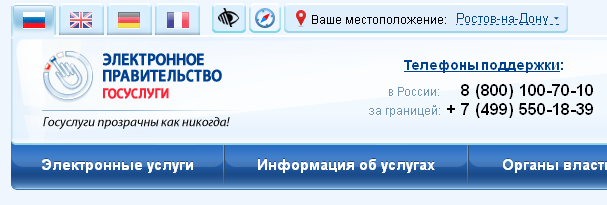 Ваше местоположение: Ростов-на-Дону
ЭЛЕКТРОННОЕ
ПРАВИТЕЛЬСТВО
ГОСУСЛУГИ
Госуслуги прозрачны как никогда!
Телефоны поддержки:
в России: 8 (800) 100-70-10
за границей: + 7 (499) 550-18-39
Электронные услуги Информация об услугах Органы власт